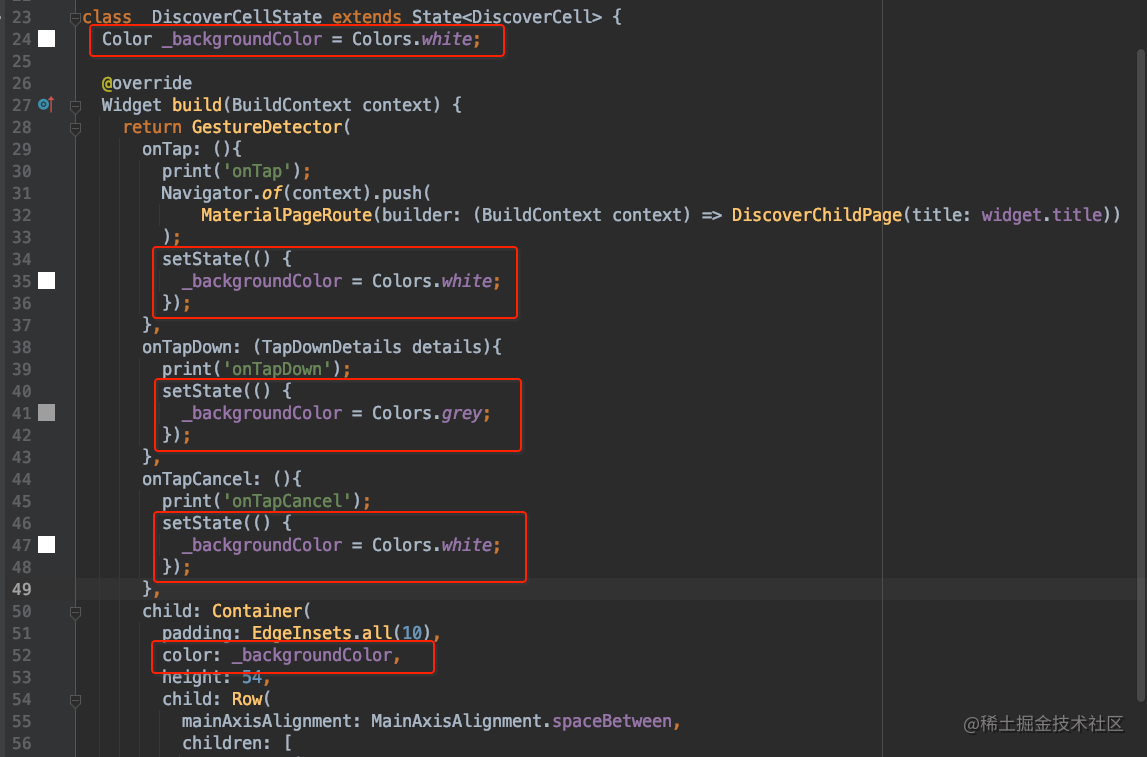 23 class _DiscoverCellState extends State<DiscoverCell> {
24 Color _backgroundColor = Colors.white;
25
26 @override
27 Widget build(BuildContext context) {
28 return GestureDetector(
29 onTap: (){
30 print('onTap');
31 Navigator.of(context).push(
32 MaterialPageRoute(builder: (BuildContext context) => DiscoverChildPage(title: widget.title))
33 );
34 setState(() {
35 _backgroundColor = Colors.white;
36 });
37 },
38 onTapDown: (TapDownDetails details){
39 print('onTapDown');
40 setState(() {
41 _backgroundColor = Colors.grey;
42 });
43 },
44 onTapCancel: (){
45 print('onTapCancel');
46 setState(() {
47 _backgroundColor = Colors.white;
48 });
49 },
50 child: Container(
51 padding: EdgeInsets.all(10),
52 color: _backgroundColor,
53 height: 54,
54 child: Row(
55 mainAxisAlignment: MainAxisAlignment.spaceBetween,
56 children: [
@稀土掘金技术社区